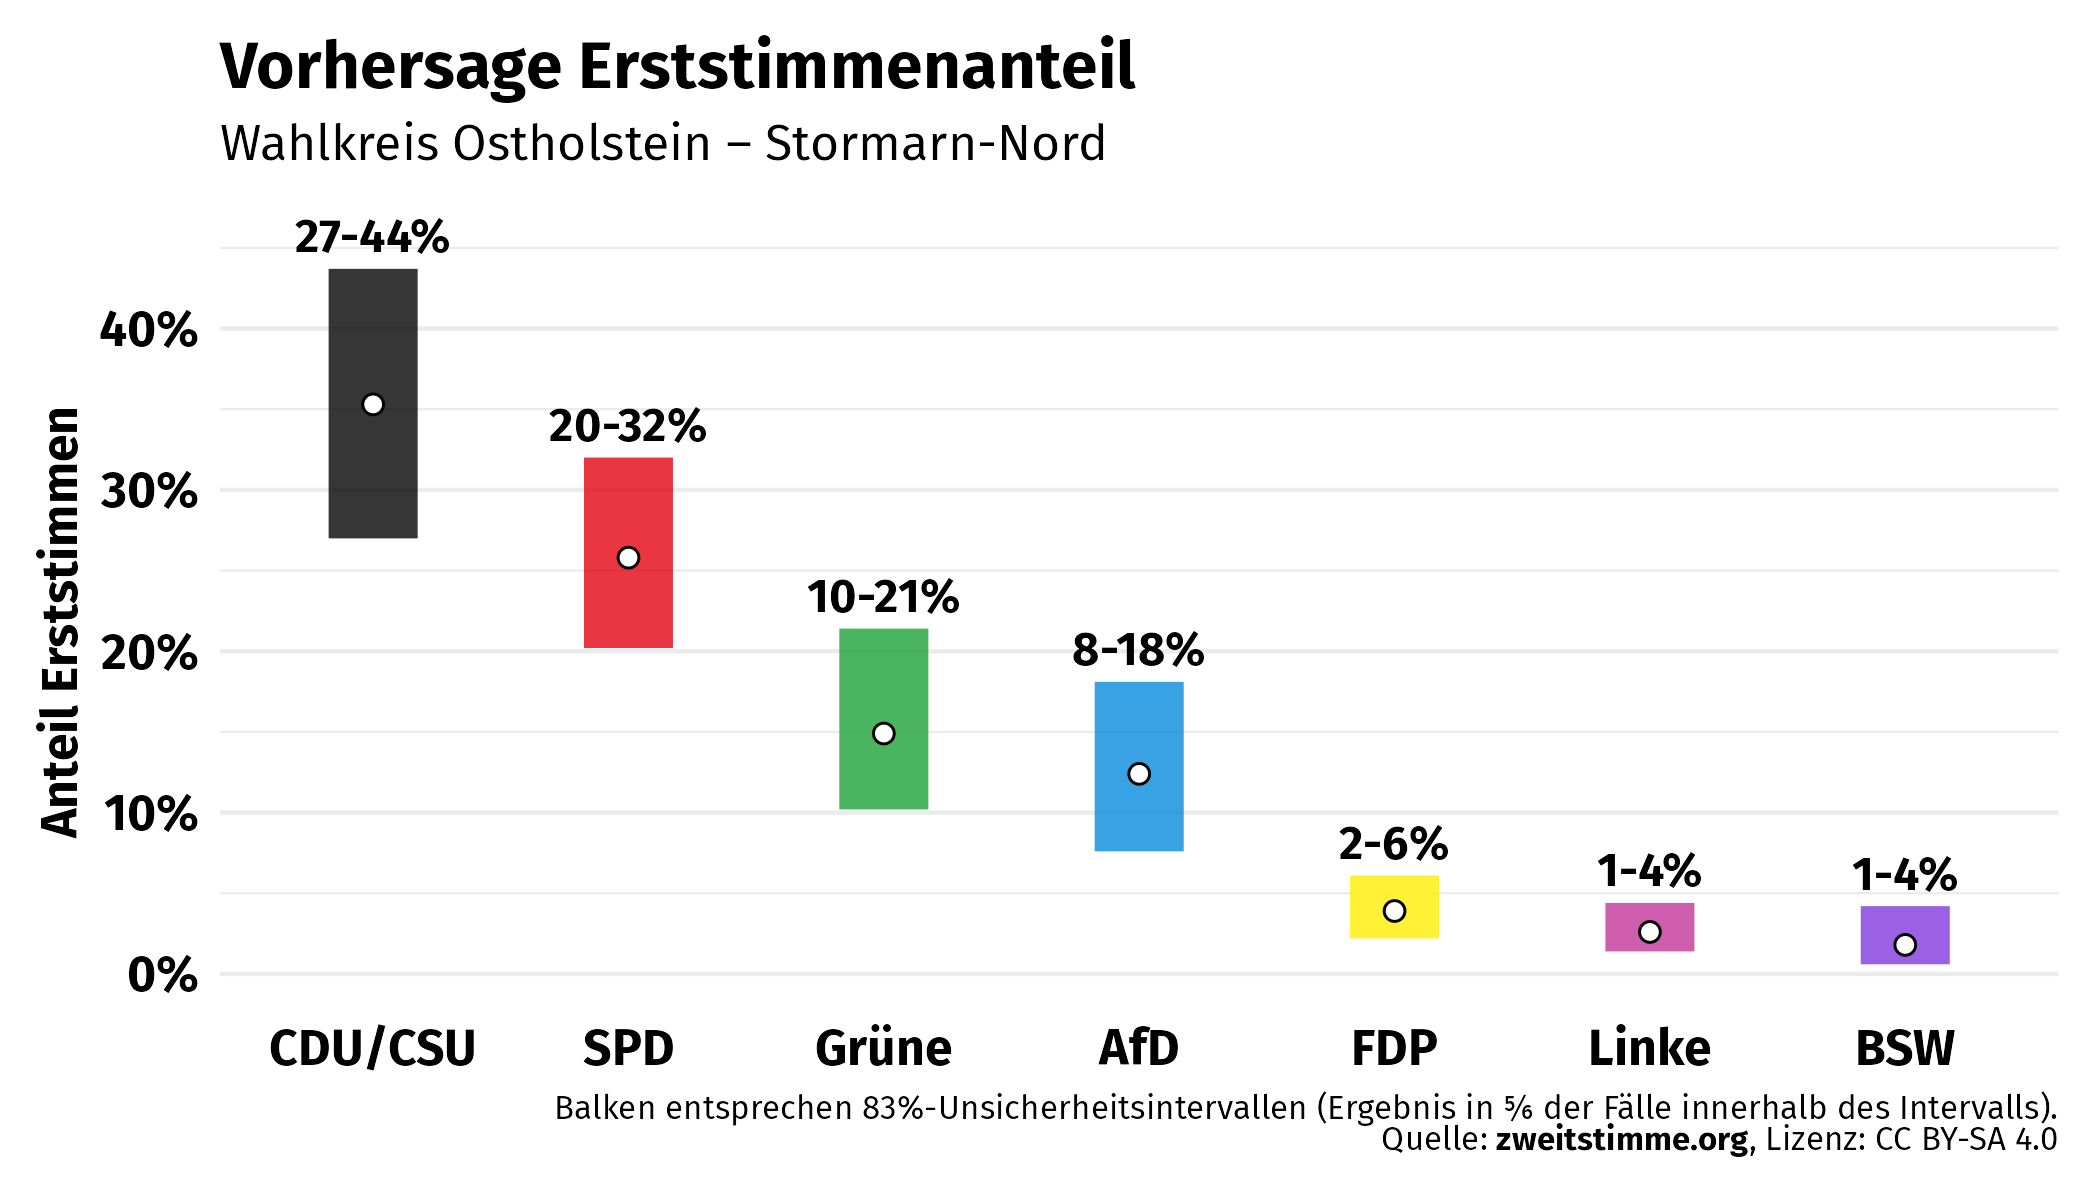 Vorhersage Erststimmenanteil
Wahlkreis Ostholstein – Stormarn-Nord
27-44%
40%
20-32%
30%
10-21%
8-18%
20%
10%
2-6%
1-4%
1-4%
0%
Anteil Erststimmen
CDU/CSU SPD Grüne AfD FDP Linke BSW
Balken entsprechen 83%-Unsicherheitsintervallen (Ergebnis in ⅚ der Fälle innerhalb des Intervalls).
Quelle: zweitstimme.org, Lizenz: CC BY-SA 4.0